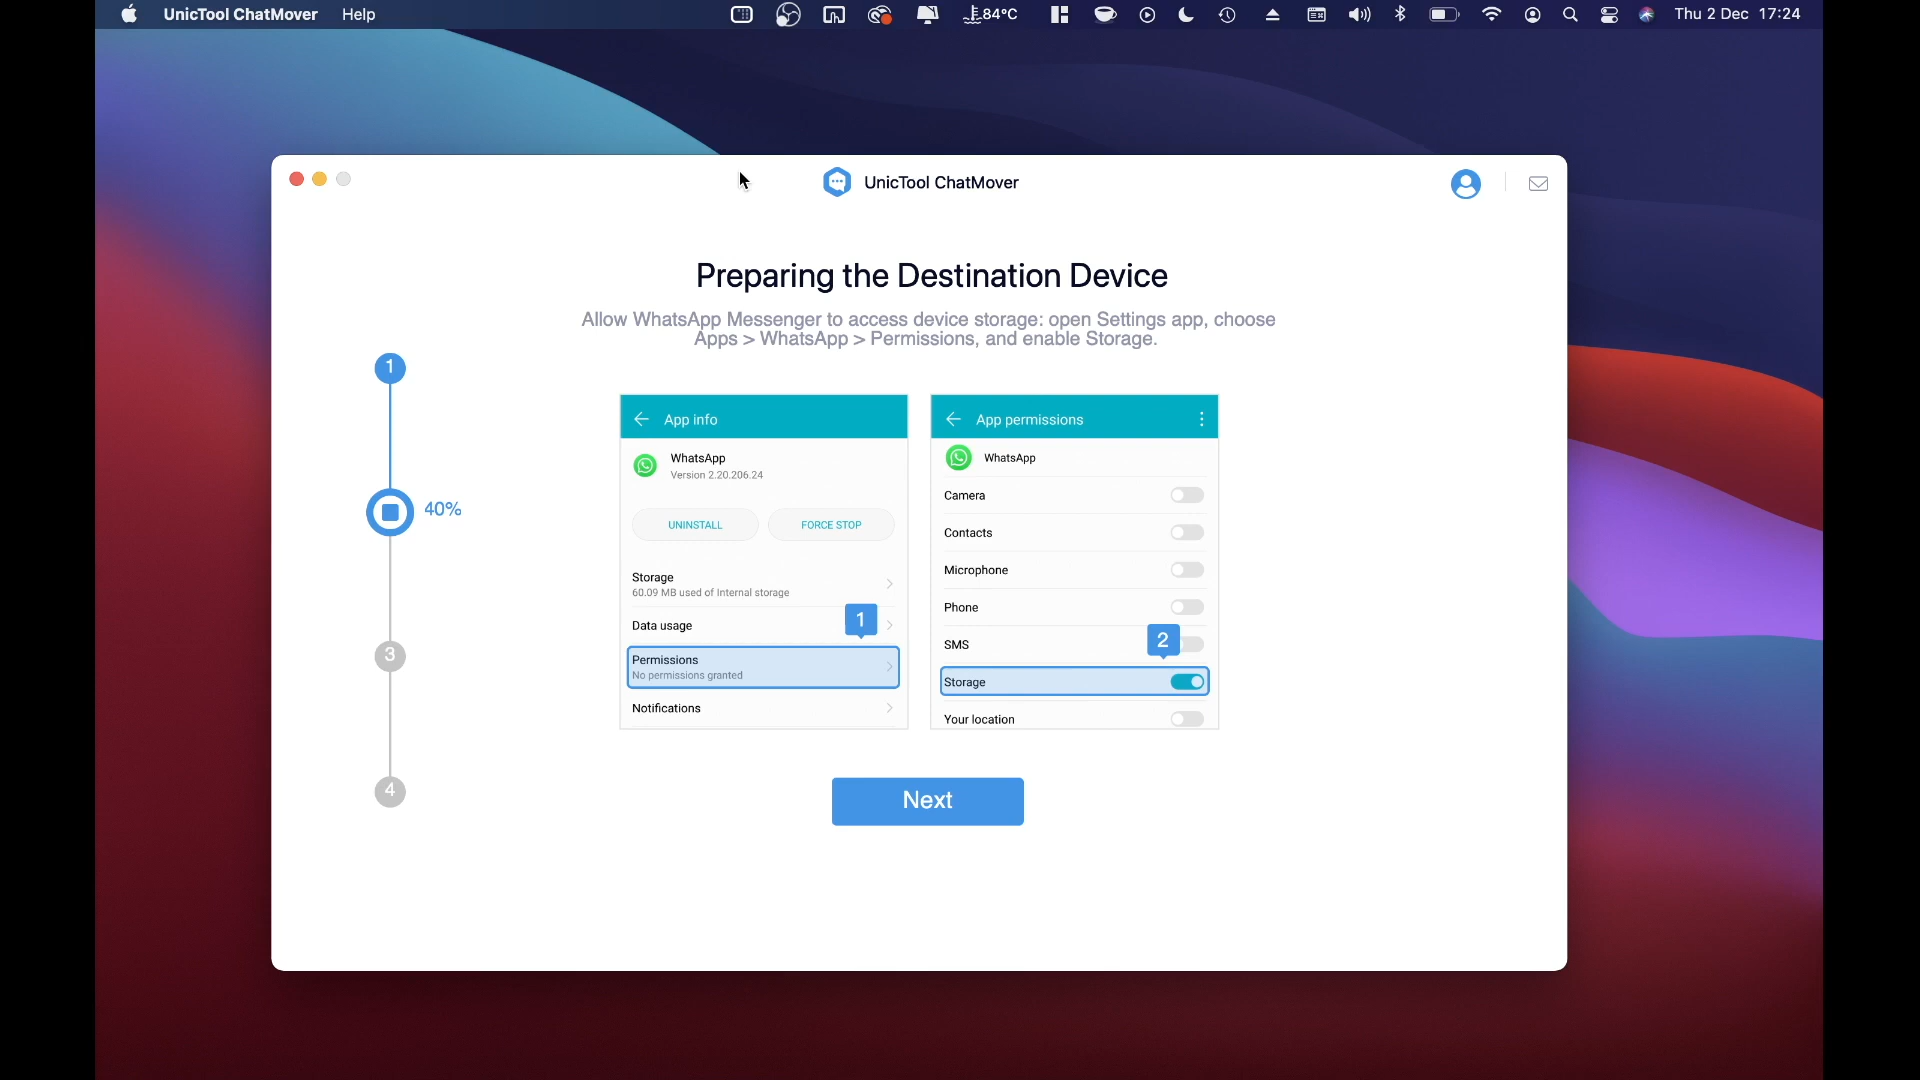 UnicTool ChatMover Help 84°C Thu 2 Dec 17:24
UnicTool ChatMover
Preparing the Destination Device
Allow WhatsApp Messenger to access device storage: open Settings app, choose
Apps > WhatsApp > Permissions, and enable Storage.
1
40%
3
4
App info
WhatsApp
Version 2.20.206.24
UNINSTALL FORCE STOP
Storage
60.09 MB used of Internal storage
Data usage
1
Permissions
No permissions granted
Notifications
App permissions
WhatsApp
Camera
Contacts
Microphone
Phone
SMS
2
Storage
Your location
Next